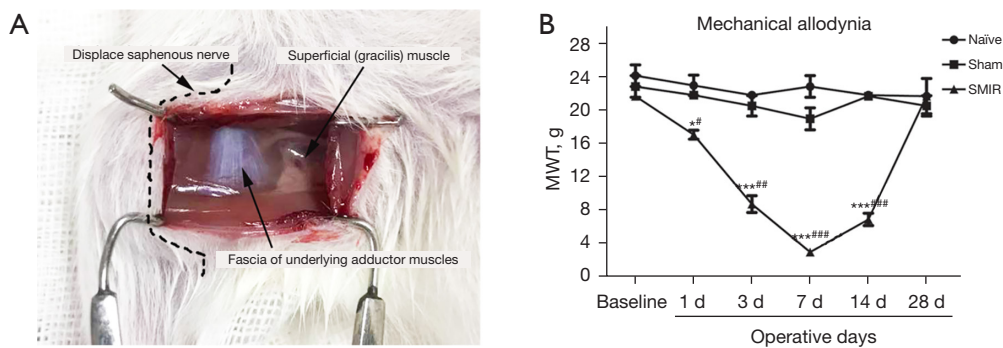 A
Displace saphenous nerve
Superficial (gracilis) muscle
Fascia of underlying adductor muscles
B
Mechanical allodynia
Naïve
Sham
SMIR
MWT, g
28
24
20
16
12
8
4
0
*#
***##
***###
***###
Baseline 1 d 3 d 7 d 14 d 28 d
Operative days